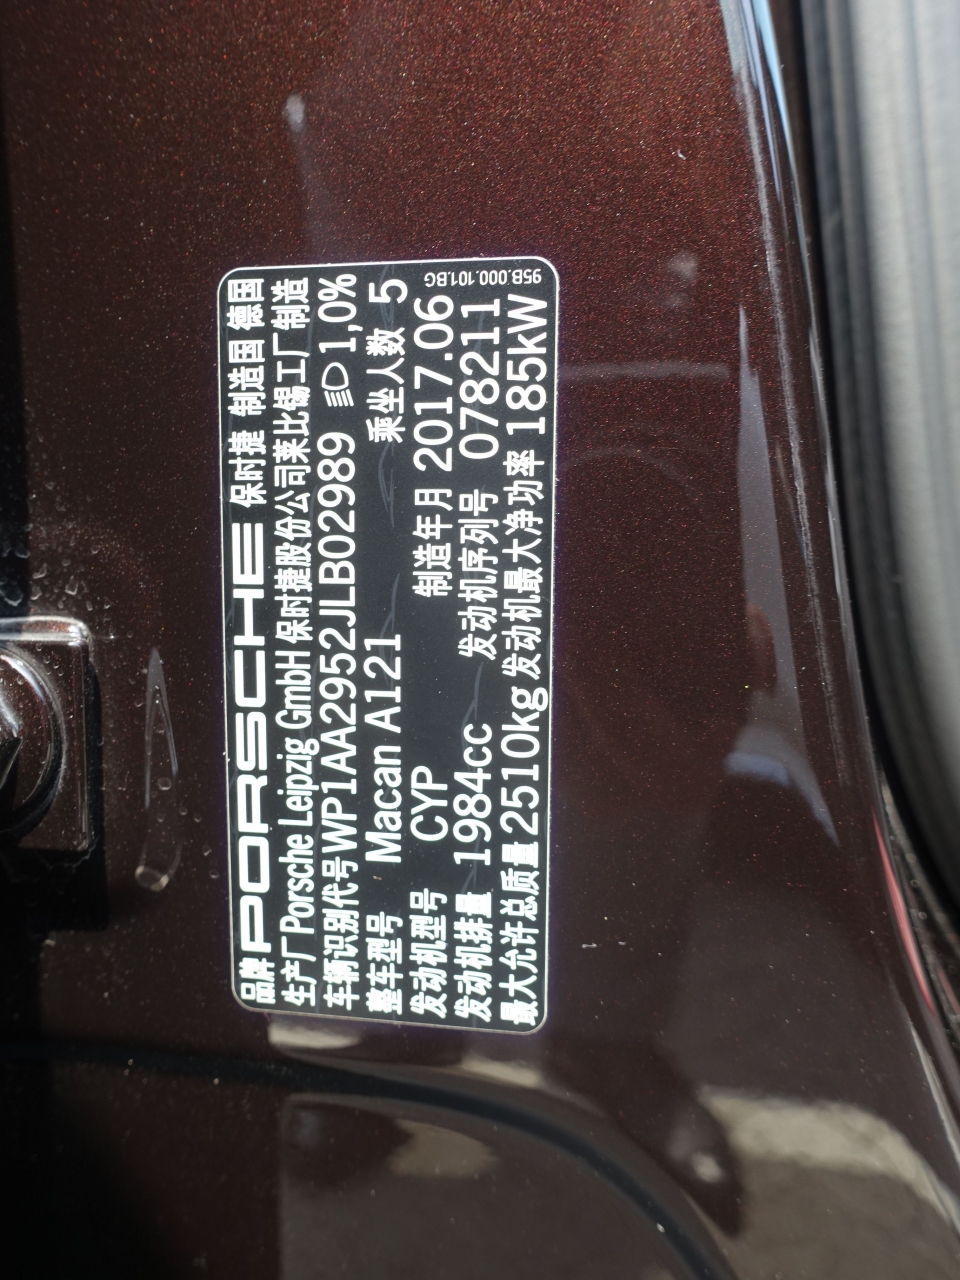 品牌 PORSCHE 保时捷 制造国 德国
生产厂 Porsche Leipzig GmbH 保时捷股份公司莱比锡工厂制造
车辆识别代号 WP1AA2952JLB02989 1,0%
整车型号 Macan A121 乘坐人数 5
发动机型号 CYP 制造年月 2017.06
发动机排量 1984cc 发动机序列号 078211
最大允许总质量 2510kg 发动机最大净功率 185kW
95B.000.101.BG